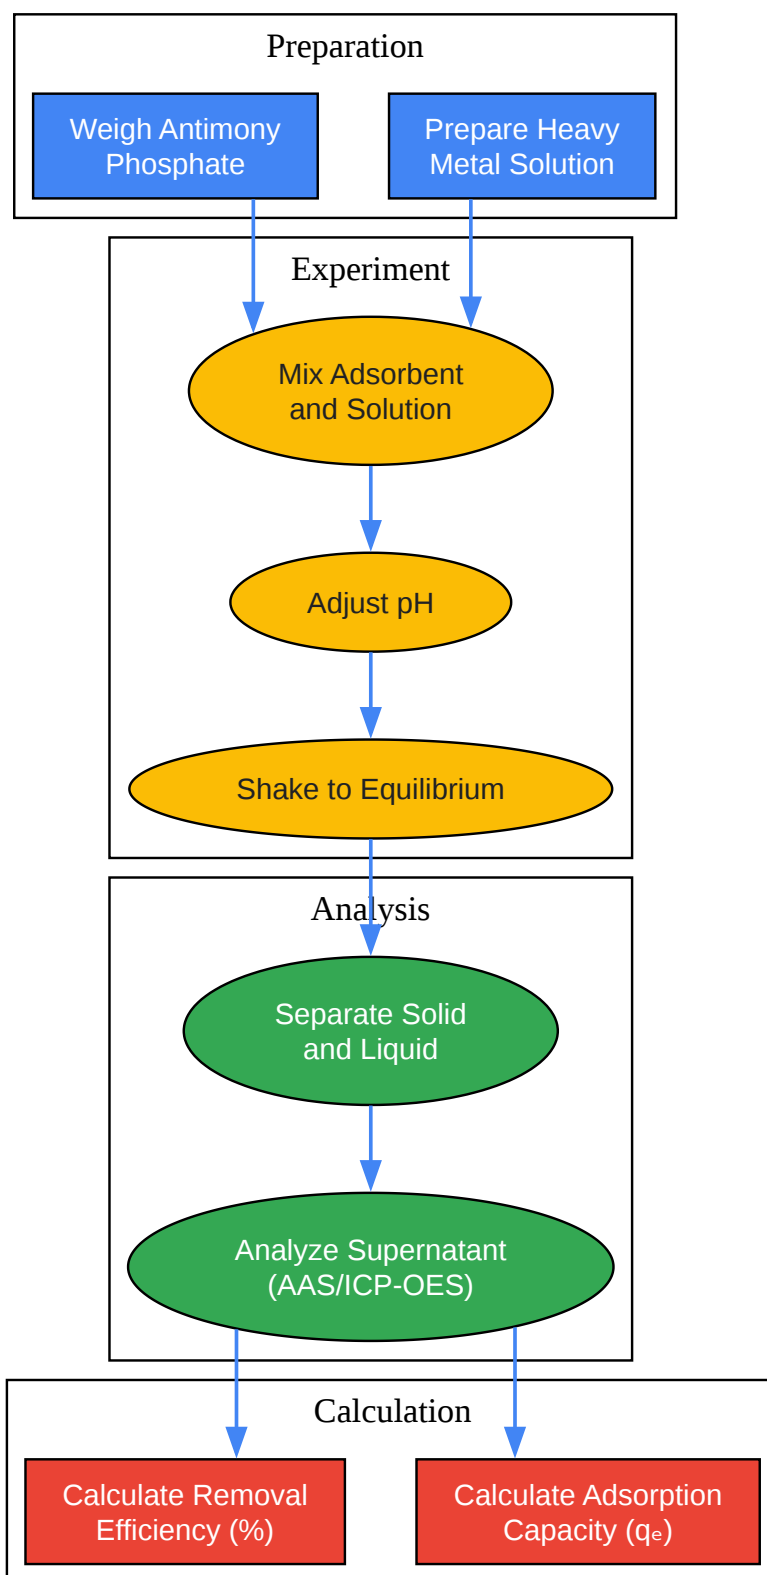 Preparation
Weigh Antimony
Phosphate
Prepare Heavy
Metal Solution
Experiment
Mix Adsorbent
and Solution
Adjust pH
Shake to Equilibrium
Analysis
Separate Solid
and Liquid
Analyze Supernatant
(AAS/ICP-OES)
Calculation
Calculate Removal
Efficiency (%)
Calculate Adsorption
Capacity (qₑ)